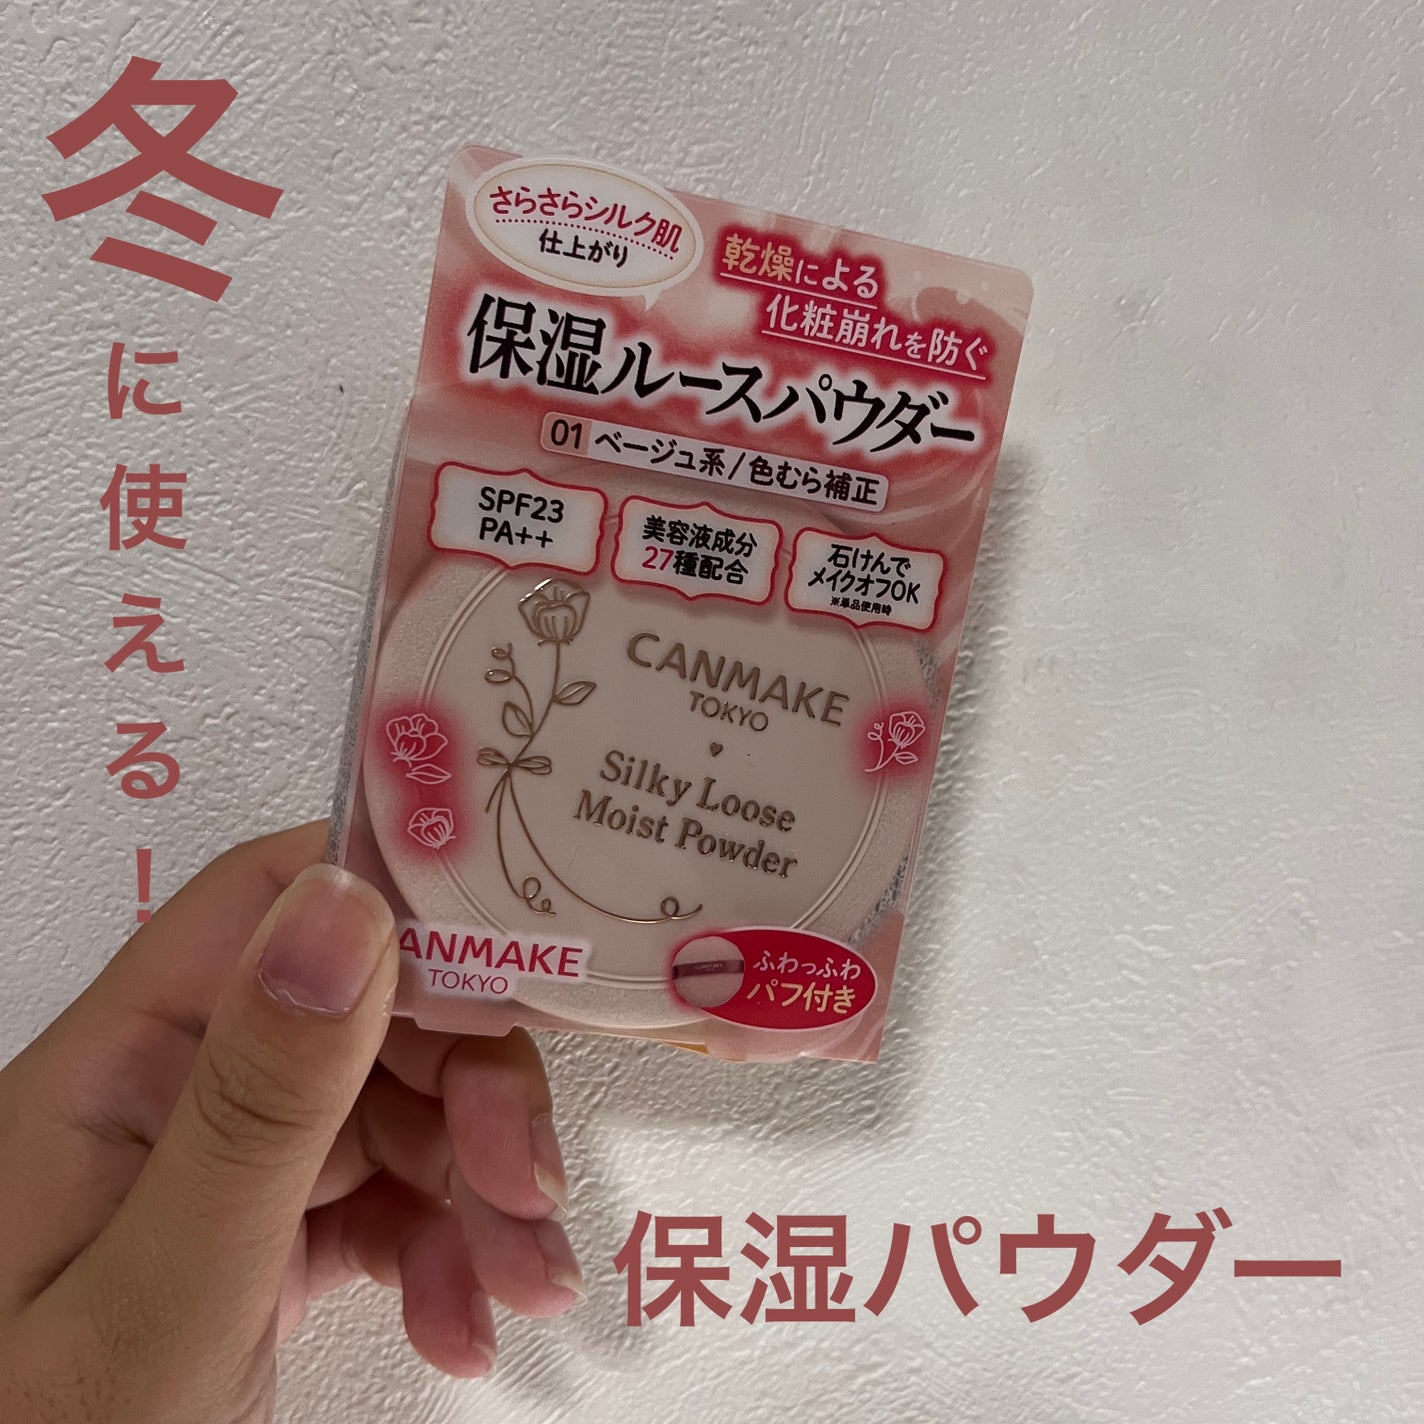 冬に使える！
さらさらシルク肌
仕上がり
乾燥による
化粧崩れを防ぐ
保湿ルースパウダー
01 ベージュ系/色むら補正
SPF23
PA++
美容液成分
27種配合
石けんで
メイクオフOK
※単品使用時
CANMAKE
TOKYO
Silky Loose
Moist Powder
ANMAKE
TOKYO
ふわっふわ
パフ付き
保湿パウダー